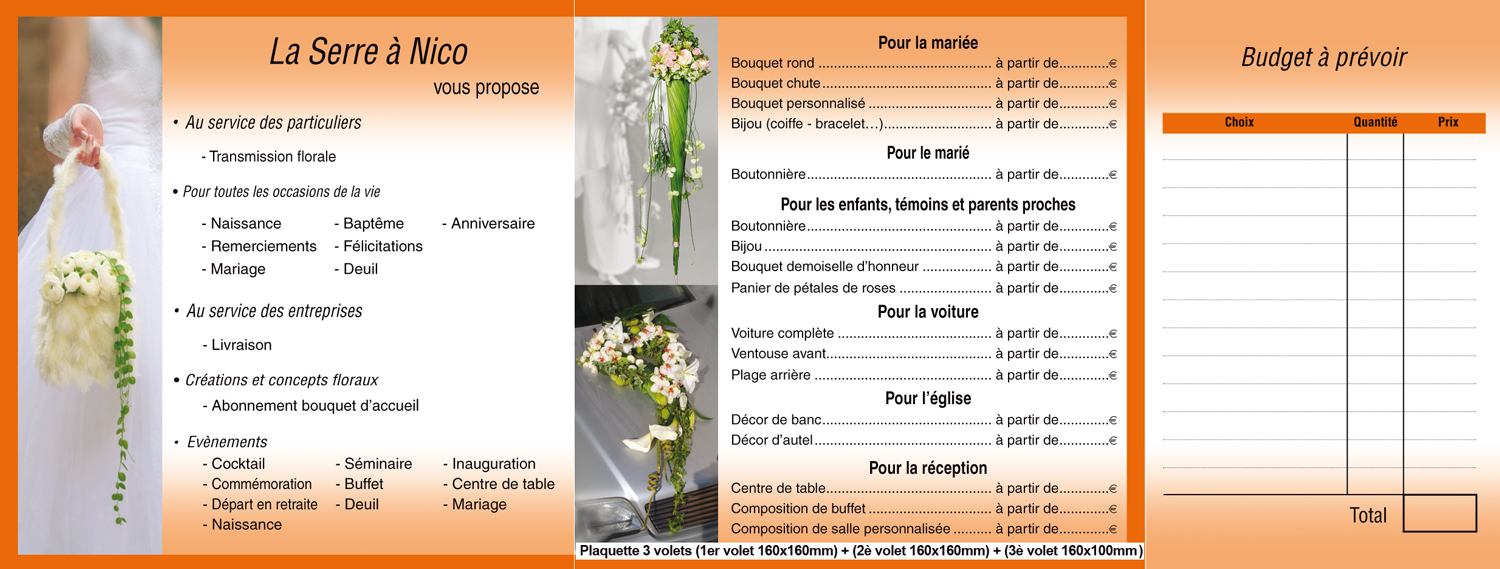 La Serre à Nico
vous propose
• Au service des particuliers
- Transmission florale
• Pour toutes les occasions de la vie
- Naissance - Baptême - Anniversaire
- Remerciements - Félicitations
- Mariage - Deuil
• Au service des entreprises
- Livraison
• Créations et concepts floraux
- Abonnement bouquet d'accueil
• Evènements
- Cocktail - Séminaire - Inauguration
- Commémoration - Buffet - Centre de table
- Départ en retraite - Deuil - Mariage
- Naissance
Pour la mariée
Bouquet rond ............................................ à partir de.............€
Bouquet chute........................................... à partir de.............€
Bouquet personnalisé ................................ à partir de.............€
Bijou (coiffe - bracelet…)............................ à partir de.............€
Pour le marié
Boutonnière............................................... à partir de.............€
Pour les enfants, témoins et parents proches
Boutonnière............................................... à partir de.............€
Bijou .......................................................... à partir de.............€
Bouquet demoiselle d'honneur .................. à partir de.............€
Panier de pétales de roses ........................ à partir de.............€
Pour la voiture
Voiture complète ........................................ à partir de.............€
Ventouse avant.......................................... à partir de.............€
Plage arrière .............................................. à partir de.............€
Pour l'église
Décor de banc........................................... à partir de.............€
Décor d'autel............................................. à partir de.............€
Pour la réception
Centre de table.......................................... à partir de.............€
Composition de buffet ................................ à partir de.............€
Composition de salle personnalisée .......... à partir de.............€
Plaquette 3 volets (1er volet 160x160mm) + (2è volet 160x160mm) + (3è volet 160x100mm)
Budget à prévoir
Choix Quantité Prix
Total